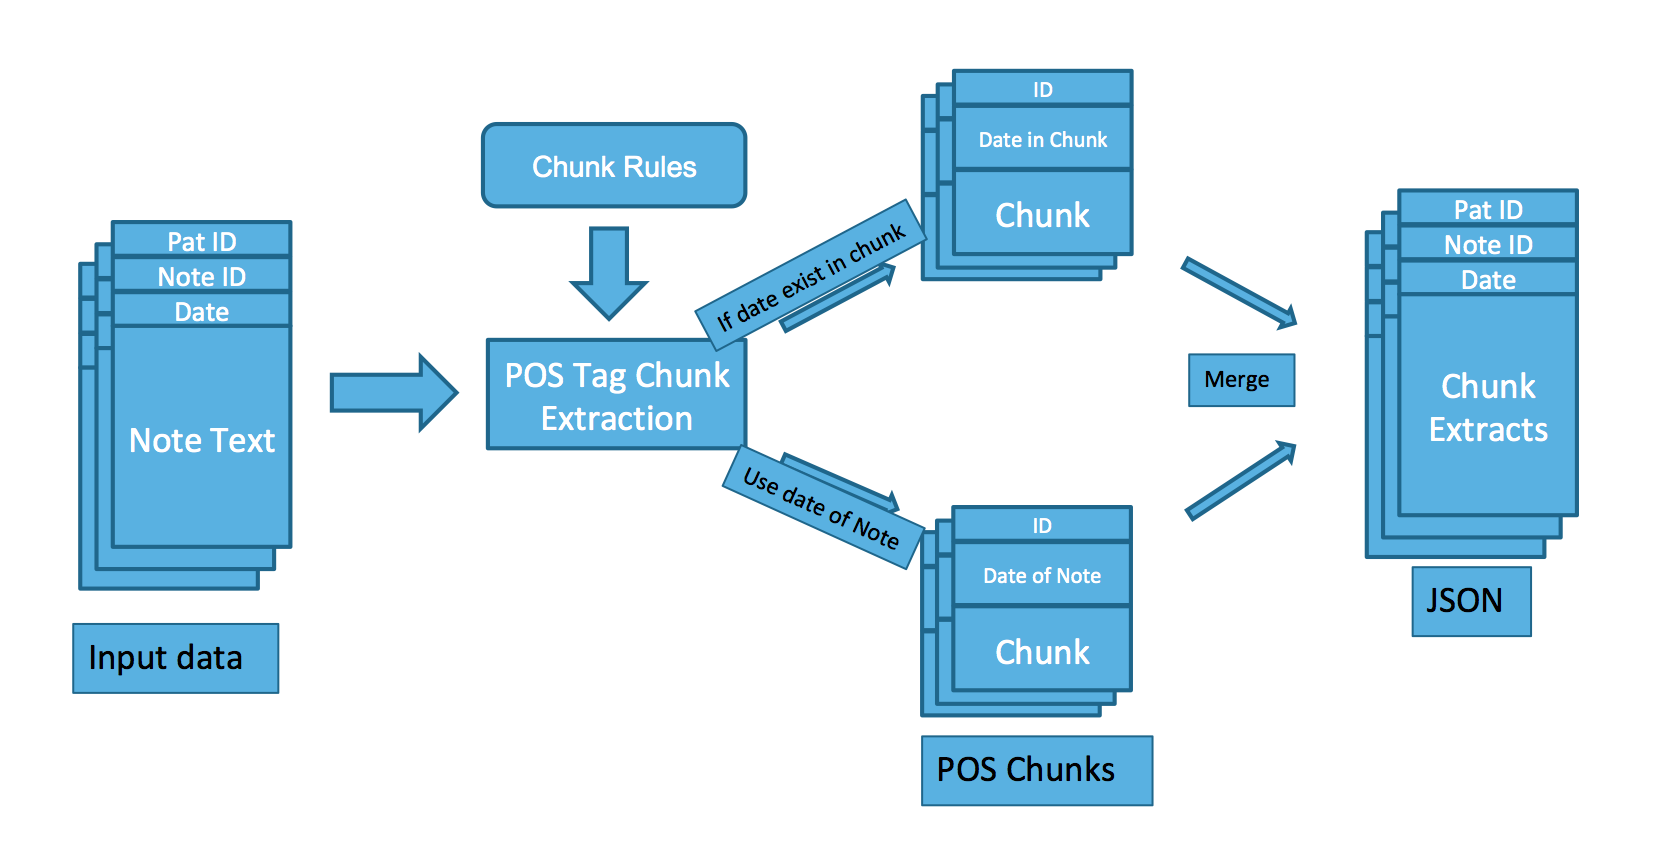 Pat ID
Note ID
Date
Note Text
Input data
Chunk Rules
POS Tag Chunk
Extraction
If date exist in chunk
Use date of Note
ID
Date in Chunk
Chunk
ID
Date of Note
Chunk
POS Chunks
Merge
Pat ID
Note ID
Date
Chunk
Extracts
JSON